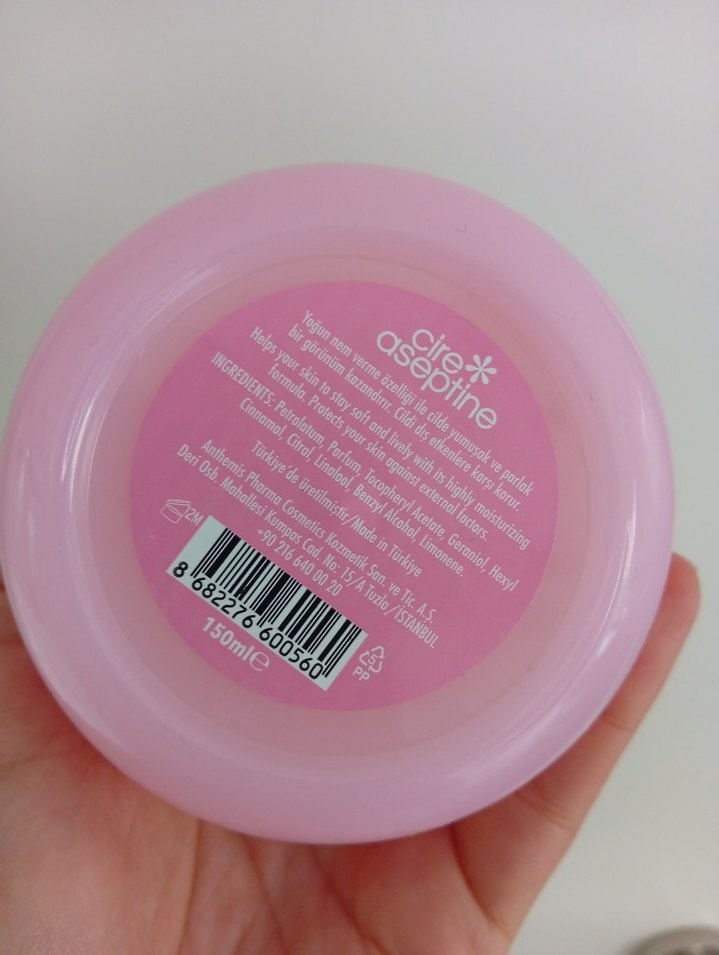 cire
aseptine
Yoğun nem verme özelliği ile cilde yumuşak ve parlak
bir görünüm kazandırır. Cildi dış etkenlere karşı korur.
Helps your skin to stay soft and lively with its highly moisturizing
formula. Protects your skin against external factors.
INGREDIENTS: Petrolatum, Parfum, Tocopheryl Acetate, Geraniol, Hexyl
Cinnamal, Citral, Linalool, Benzyl Alcohol, Limonene.
Türkiye'de üretilmiştir/Made in Türkiye
Anthemis Pharma Cosmetics Kozmetik San. ve Tic. A.Ş.
Deri Osb. Mahallesi Kumpas Cad. No: 15/A Tuzla /İSTANBUL
+90 216 640 00 20
2M
8 682276 600560
150ml℮
5
PP